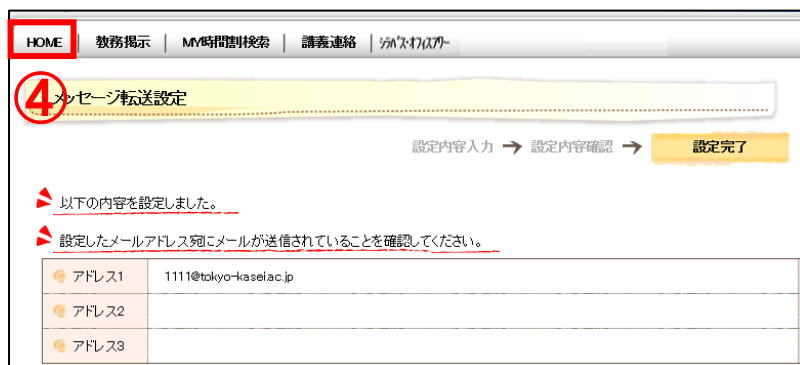 HOME | 教務掲示 | MY時間割検索 | 講義連絡 | ｼﾗﾊﾞｽ･ｵﾌｨｽｱﾜｰ
④
メッセージ転送設定
設定内容入力 → 設定内容確認 → 設定完了
以下の内容を設定しました。
設定したメールアドレス宛にメールが送信されていることを確認してください。
アドレス1 1111@tokyo-kasei.ac.jp
アドレス2
アドレス3